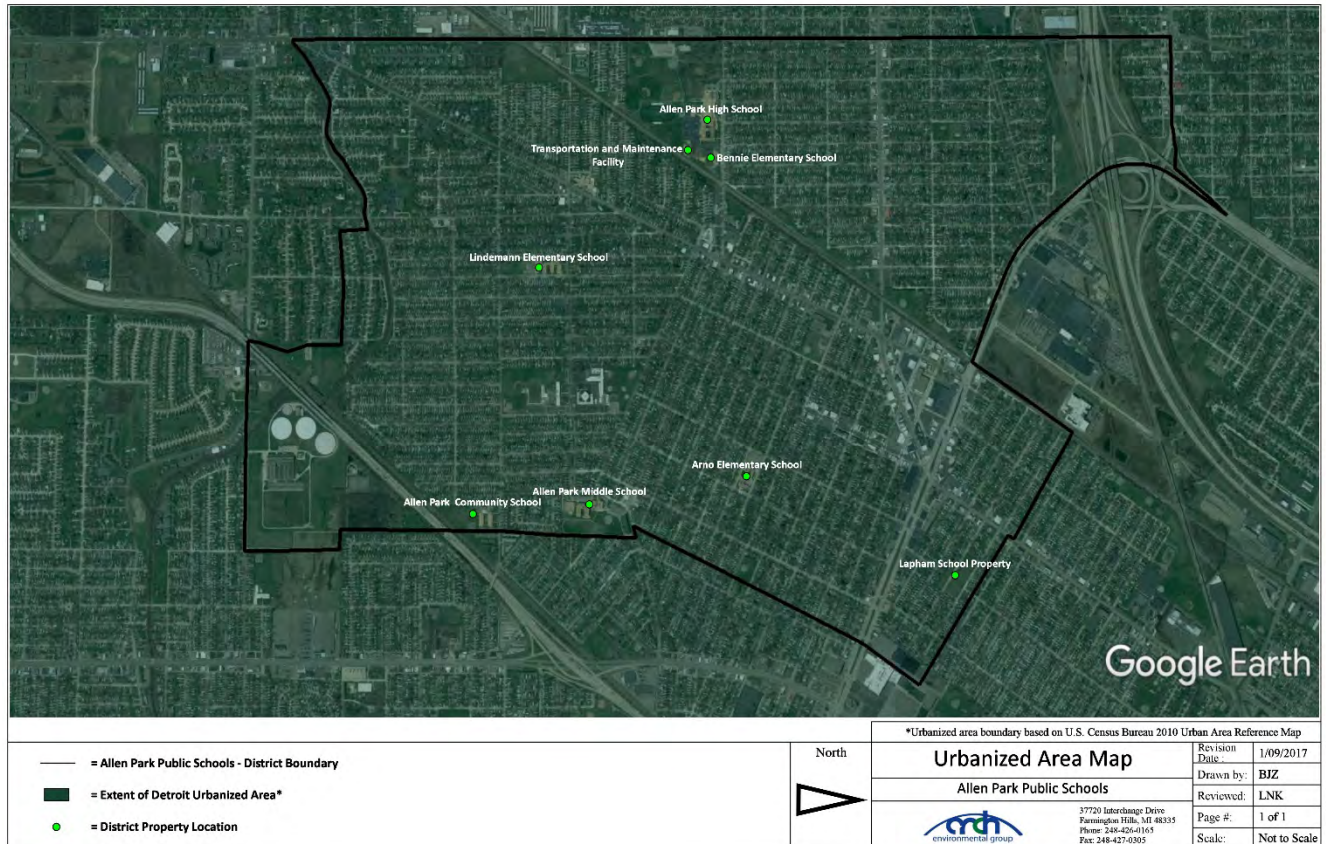 Allen Park High School
Transportation and Maintenance
Facility
Bennie Elementary School
Lindemann Elementary School
Arno Elementary School
Allen Park Middle School
Allen Park  Community School
Lapham School Property
Google Earth
*Urbanized area boundary based on U.S. Census Bureau 2010 Urban Area Reference Map
= Allen Park Public Schools - District Boundary
= Extent of Detroit Urbanized Area*
= District Property Location
North
Urbanized Area Map
Allen Park Public Schools
environmental group
37720 Interchange Drive
Farmington Hills, MI 48335
Phone: 248-426-0165
Fax: 248-427-0305
Revision
Date :
1/09/2017
Drawn by: BJZ
Reviewed: LNK
Page #: 1 of 1
Scale: Not to Scale